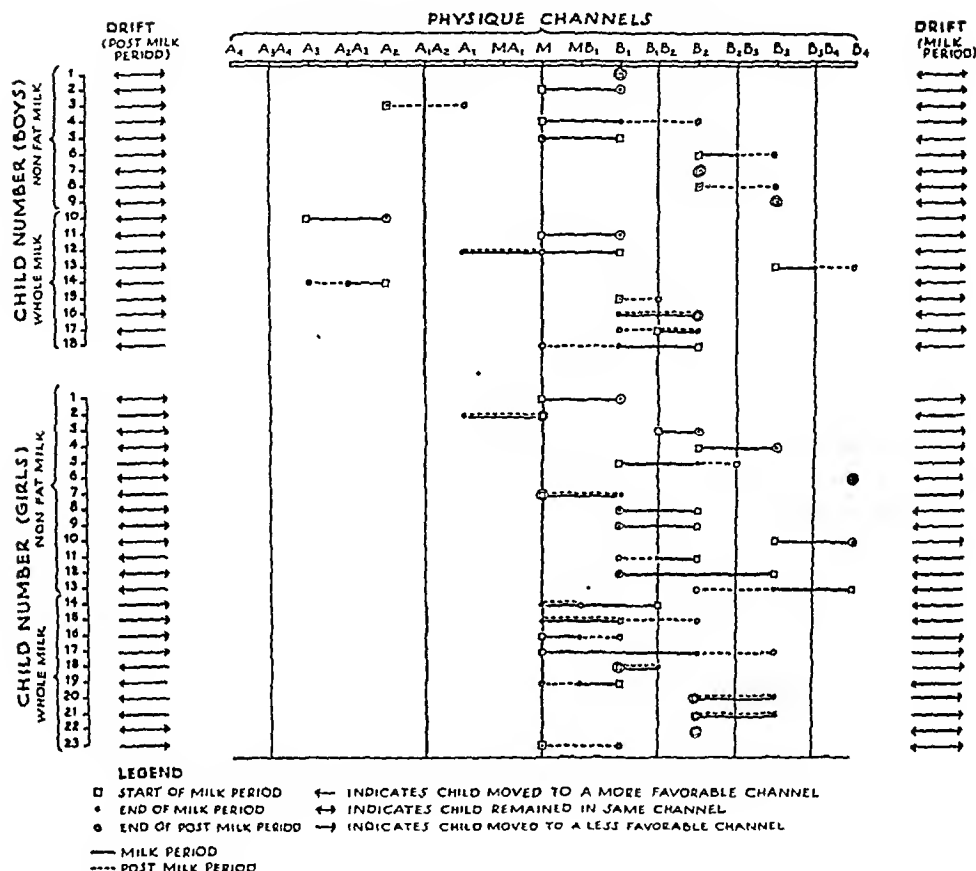 PHYSIQUE CHANNELS
DRIFT
(POST MILK
PERIOD)
A4 A3A4 A3 A2A3 A2 A1A2 A1 MA1 M MB1 B1 B1B2 B2 B2B3 B3 B3B4 B4
DRIFT
(MILK
PERIOD)
CHILD NUMBER (BOYS)
NON FAT MILK
WHOLE MILK
1
2
3
4
5
6
7
8
9
10
11
12
13
14
15
16
17
18
CHILD NUMBER (GIRLS)
NON FAT MILK
WHOLE MILK
1
2
3
4
5
6
7
8
9
10
11
12
13
14
15
16
17
18
19
20
21
22
23
LEGEND
START OF MILK PERIOD ← INDICATES CHILD MOVED TO A MORE FAVORABLE CHANNEL
END OF MILK PERIOD ↔ INDICATES CHILD REMAINED IN SAME CHANNEL
END OF POST MILK PERIOD → INDICATES CHILD MOVED TO A LESS FAVORABLE CHANNEL
MILK PERIOD
POST MILK PERIOD